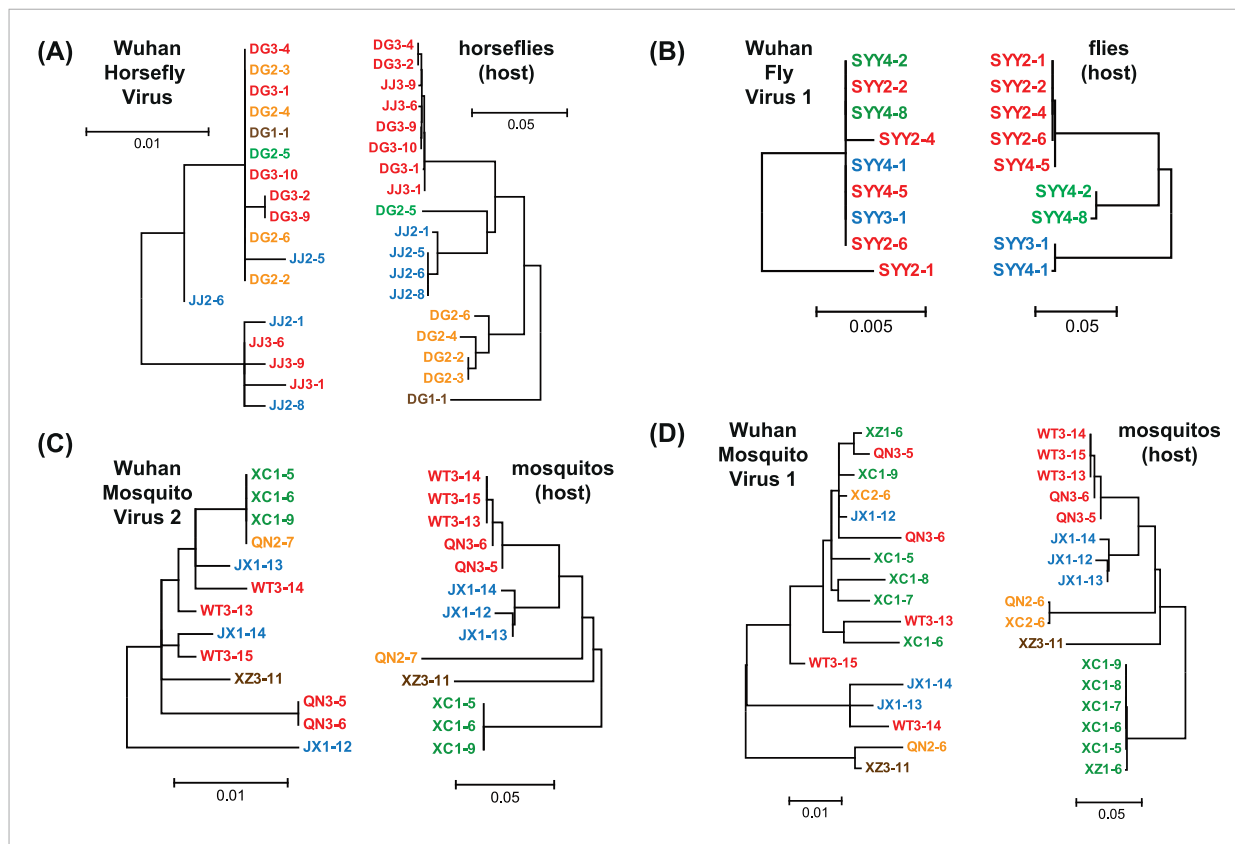 (A)
Wuhan
Horsefly
Virus
0.01
DG3-4
DG2-3
DG3-1
DG2-4
DG1-1
DG2-5
DG3-10
DG3-2
DG3-9
DG2-6
JJ2-5
DG2-2
JJ2-6
JJ2-1
JJ3-6
JJ3-9
JJ3-1
JJ2-8
horseflies
(host)
0.05
DG3-4
DG3-2
JJ3-9
JJ3-6
DG3-9
DG3-10
DG3-1
JJ3-1
DG2-5
JJ2-1
JJ2-5
JJ2-6
JJ2-8
DG2-6
DG2-4
DG2-2
DG2-3
DG1-1
(B)
Wuhan
Fly
Virus 1
SYY4-2
SYY2-2
SYY4-8
SYY2-4
SYY4-1
SYY4-5
SYY3-1
SYY2-6
SYY2-1
0.005
flies
(host)
SYY2-1
SYY2-2
SYY2-4
SYY2-6
SYY4-5
SYY4-2
SYY4-8
SYY3-1
SYY4-1
0.05
(C)
Wuhan
Mosquito
Virus 2
XC1-5
XC1-6
XC1-9
QN2-7
JX1-13
WT3-14
WT3-13
JX1-14
WT3-15
XZ3-11
QN3-5
QN3-6
JX1-12
0.01
mosquitos
(host)
WT3-14
WT3-15
WT3-13
QN3-6
QN3-5
JX1-14
JX1-12
JX1-13
QN2-7
XZ3-11
XC1-5
XC1-6
XC1-9
0.05
(D)
Wuhan
Mosquito
Virus 1
XZ1-6
QN3-5
XC1-9
XC2-6
JX1-12
QN3-6
XC1-5
XC1-8
XC1-7
WT3-13
XC1-6
WT3-15
JX1-14
JX1-13
WT3-14
QN2-6
XZ3-11
0.01
mosquitos
(host)
WT3-14
WT3-15
WT3-13
QN3-6
QN3-5
JX1-14
JX1-12
JX1-13
QN2-6
XC2-6
XZ3-11
XC1-9
XC1-8
XC1-7
XC1-6
XC1-5
XZ1-6
0.05